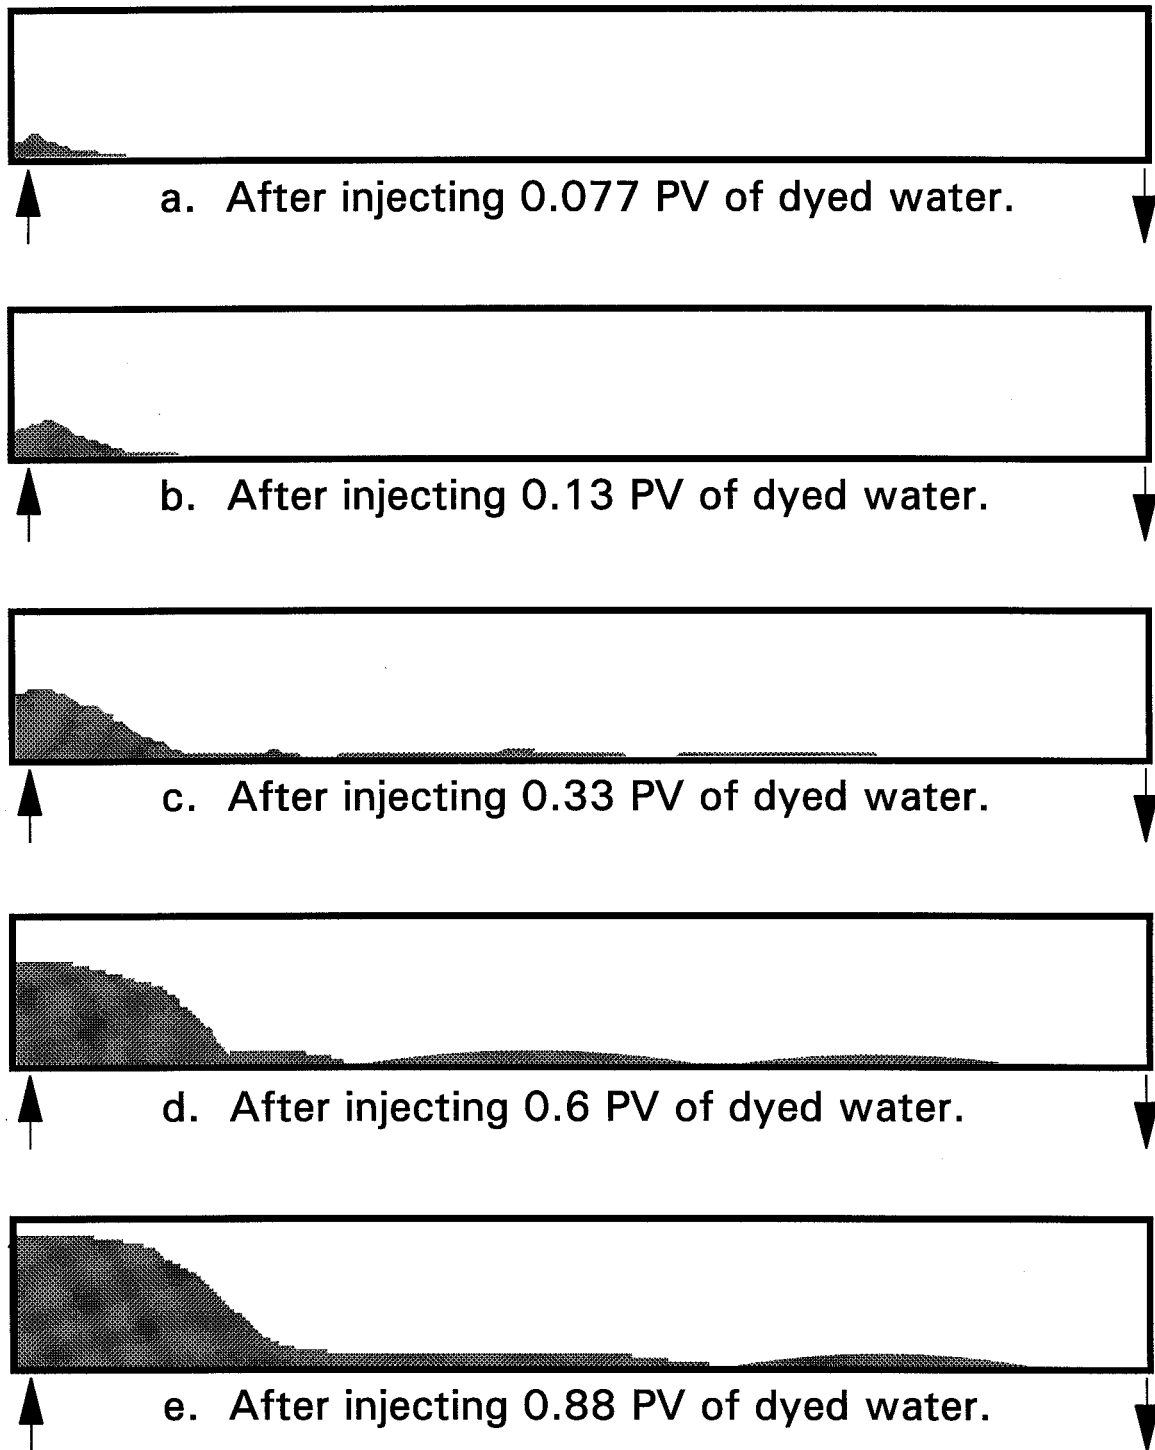 a. After injecting 0.077 PV of dyed water.
b. After injecting 0.13 PV of dyed water.
c. After injecting 0.33 PV of dyed water.
d. After injecting 0.6 PV of dyed water.
e. After injecting 0.88 PV of dyed water.